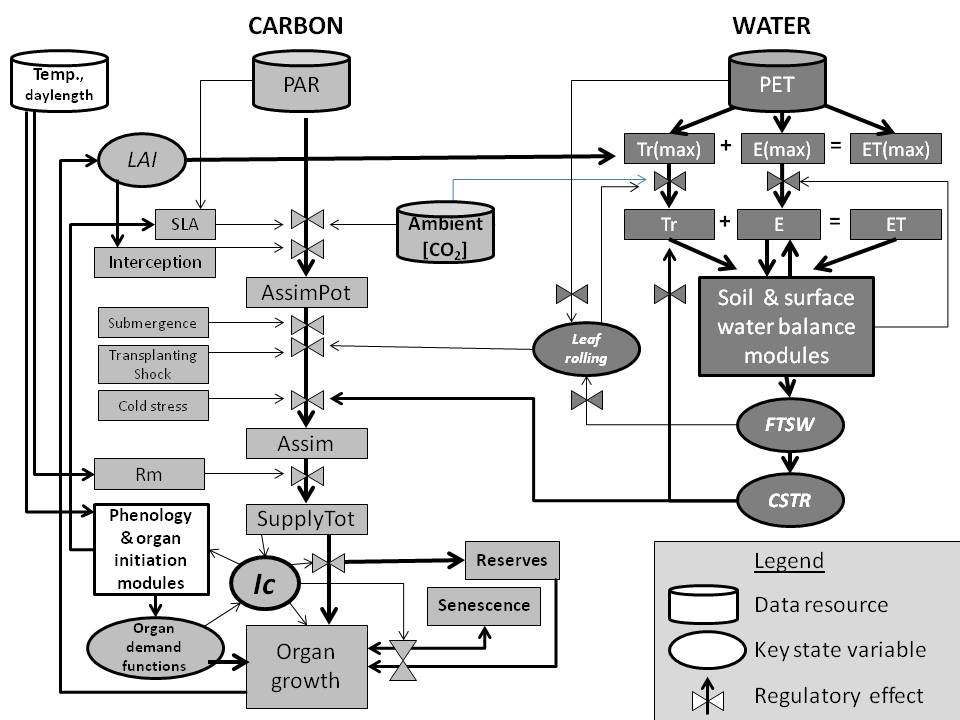 CARBON
WATER
Temp.,
daylength
PAR
PET
LAI
Tr(max)
+
E(max)
=
ET(max)
SLA
Ambient
[CO₂]
Tr
+
E
=
ET
Interception
AssimPot
Soil & surface
water balance
modules
Submergence
Transplanting
Shock
Leaf
rolling
Cold stress
FTSW
Assim
Rm
CSTR
Phenology
& organ
initiation
modules
SupplyTot
Ic
Reserves
Senescence
Organ
demand
functions
Organ
growth
Legend
Data resource
Key state variable
Regulatory effect